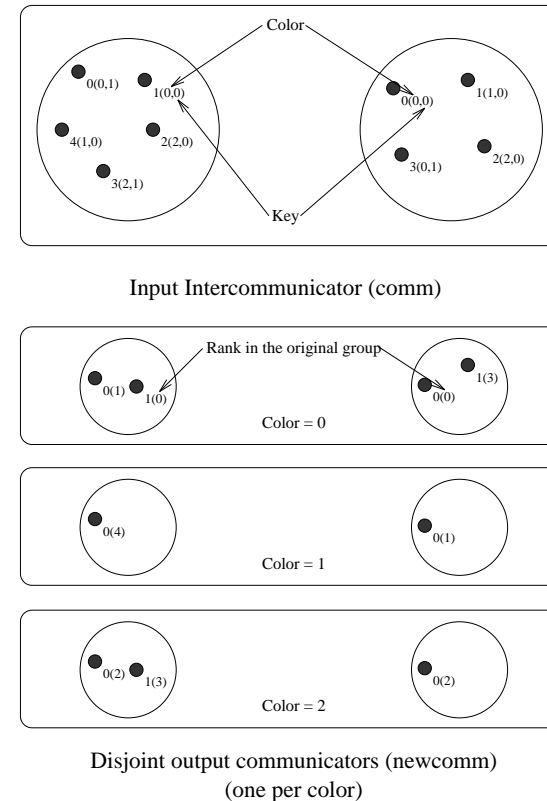 Color
0(0,1)
1(0,0)
0(0,0)
1(1,0)
4(1,0)
2(2,0)
3(0,1)
2(2,0)
3(2,1)
Key
Input Intercommunicator (comm)
Rank in the original group
0(1)
1(0)
0(0)
1(3)
Color = 0
0(4)
0(1)
Color = 1
0(2)
1(3)
0(2)
Color = 2
Disjoint output communicators (newcomm)
(one per color)